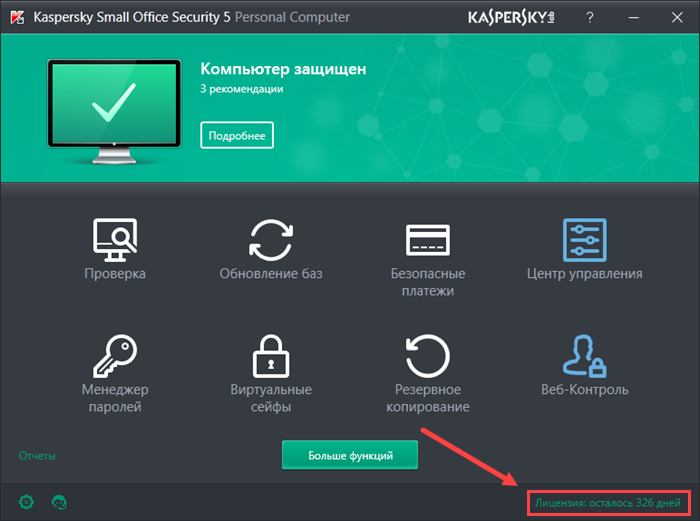 Kaspersky Small Office Security 5 Personal Computer
KASPERSKY lab
?
Компьютер защищен
3 рекомендации
Подробнее
Проверка
Обновление баз
Безопасные
платежи
Центр управления
Менеджер
паролей
Виртуальные
сейфы
Резервное
копирование
Веб-Контроль
Отчеты
Больше функций
Лицензия: осталось 326 дней